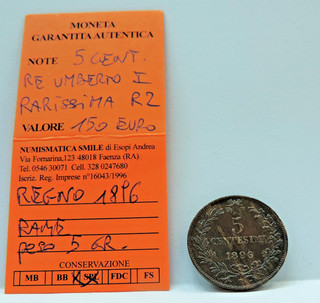 MONETA
GARANTITA AUTENTICA
NOTE 5 CENT.
RE UMBERTO I
RARISSIMA R2
VALORE 150 EURO
NUMISMATICA SMILE di Esopi Andrea
Via Fornarina,123 48018 Faenza (RA)
Tel. 0546 30071 Cell. 328 0247680
Iscriz. Reg. Imprese n°16043/1996
REGNO 1896
RAME
peso 5 GR.
CONSERVAZIONE
MB BB SPL FDC FS
5
CENTESIMI
1896